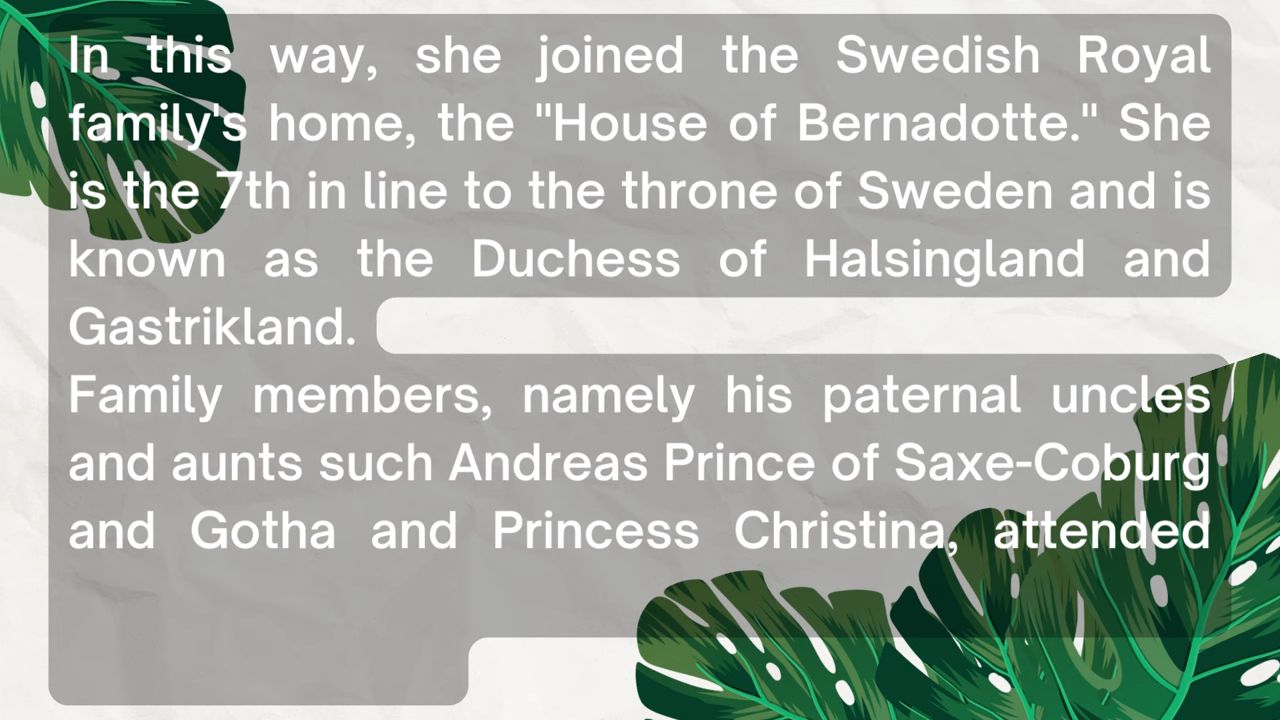 In this way, she joined the Swedish Royal
family's home, the "House of Bernadotte." She
is the 7th in line to the throne of Sweden and is
known as the Duchess of Halsingland and
Gastrikland.
Family members, namely his paternal uncles
and aunts such Andreas Prince of Saxe-Coburg
and Gotha and Princess Christina, attended